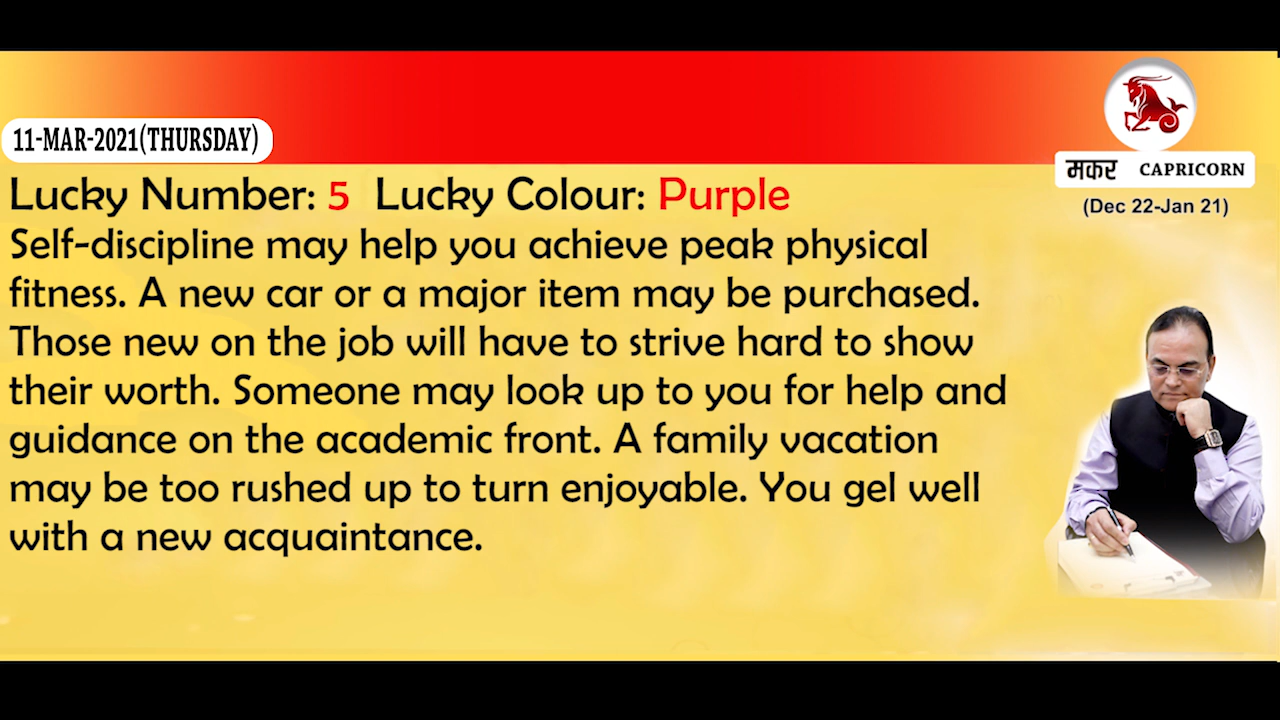 11-MAR-2021(THURSDAY)
मकर CAPRICORN
(Dec 22-Jan 21)
Lucky Number: 5 Lucky Colour: Purple
Self-discipline may help you achieve peak physical
fitness. A new car or a major item may be purchased.
Those new on the job will have to strive hard to show
their worth. Someone may look up to you for help and
guidance on the academic front. A family vacation
may be too rushed up to turn enjoyable. You gel well
with a new acquaintance.